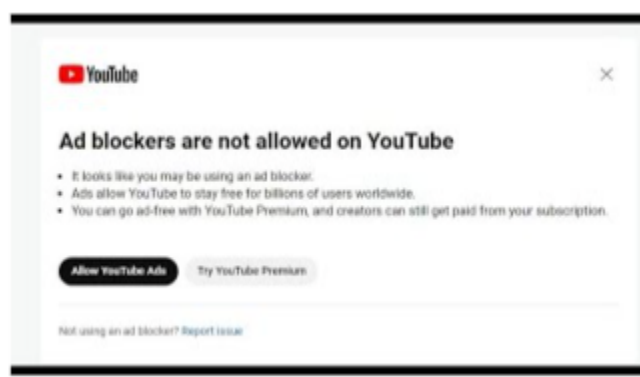 YouTube
Ad blockers are not allowed on YouTube
It looks like you may be using an ad blocker.
Ads allow YouTube to stay free for billions of users worldwide.
You can go ad-free with YouTube Premium, and creators can still get paid from your subscription.
Allow YouTube Ads
Try YouTube Premium
Not using an ad blocker? Report issue